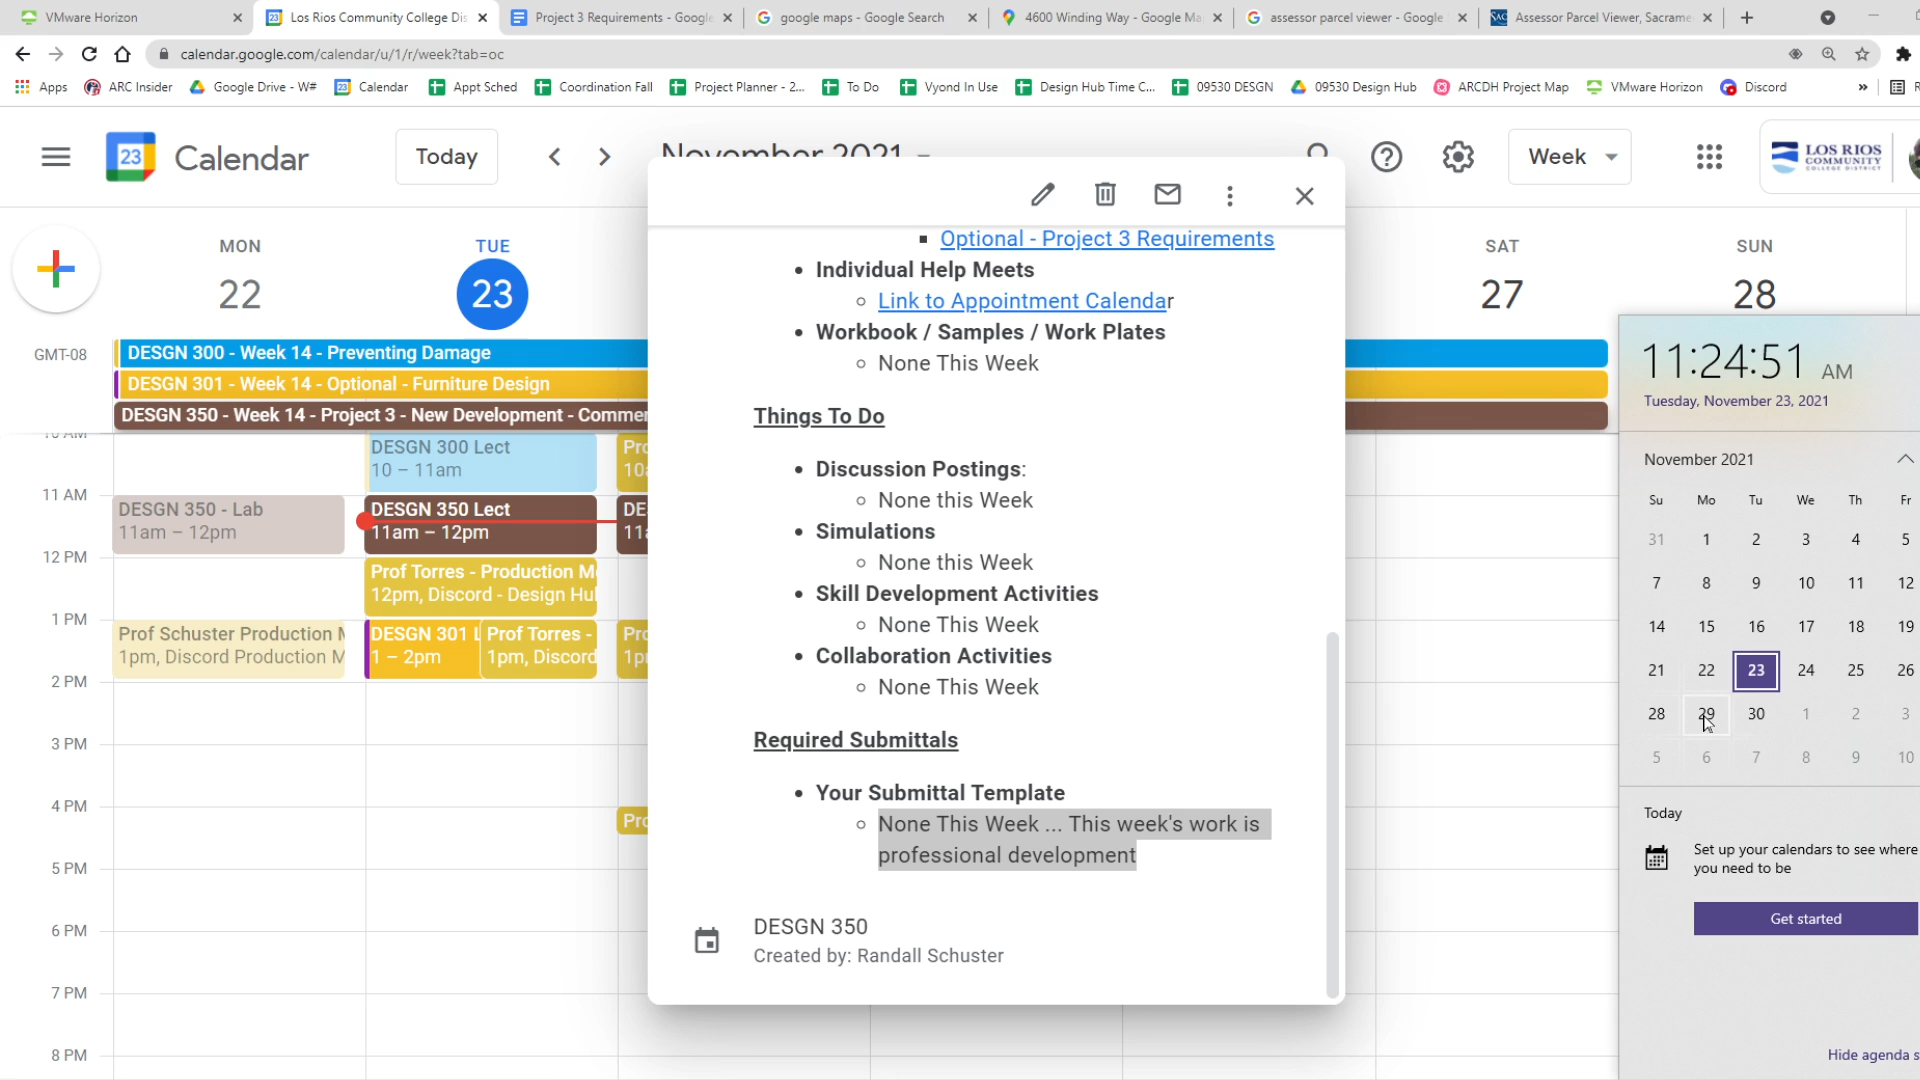 VMware Horizon
Los Rios Community College Dis
Project 3 Requirements - Google
google maps - Google Search
4600 Winding Way - Google Ma
assessor parcel viewer - Google
Assessor Parcel Viewer, Sacrame
calendar.google.com/calendar/u/1/r/week?tab=oc
Apps
ARC Insider
Google Drive - W#
Calendar
Appt Sched
Coordination Fall
Project Planner - 2...
To Do
Vyond In Use
Design Hub Time C...
09530 DESGN
09530 Design Hub
ARCDH Project Map
VMware Horizon
Discord
»
23
Calendar
Today
November 2021
Week
LOS RIOS
COMMUNITY
COLLEGE DISTRICT
MON
22
TUE
23
SAT
27
SUN
28
GMT-08
DESGN 300 - Week 14 - Preventing Damage
DESGN 301 - Week 14 - Optional - Furniture Design
DESGN 350 - Week 14 - Project 3 - New Development - Commer
10 AM
11 AM
12 PM
1 PM
2 PM
3 PM
4 PM
5 PM
6 PM
7 PM
8 PM
DESGN 350 - Lab
11am – 12pm
Prof Schuster Production M
1pm, Discord Production M
DESGN 300 Lect
10 – 11am
DESGN 350 Lect
11am – 12pm
Prof Torres - Production Me
12pm, Discord - Design Hub
DESGN 301 L
1 – 2pm
Prof Torres -
1pm, Discord
Pro
10a
DE
11a
Pro
1pm
Pro
▪ Optional - Project 3 Requirements
• Individual Help Meets
○ Link to Appointment Calendar
• Workbook / Samples / Work Plates
○ None This Week
Things To Do
• Discussion Postings:
○ None this Week
• Simulations
○ None this Week
• Skill Development Activities
○ None This Week
• Collaboration Activities
○ None This Week
Required Submittals
• Your Submittal Template
○ None This Week ... This week's work is
professional development
DESGN 350
Created by: Randall Schuster
11:24:51 AM
Tuesday, November 23, 2021
November 2021
Su Mo Tu We Th Fr
31 1 2 3 4 5
7 8 9 10 11 12
14 15 16 17 18 19
21 22 23 24 25 26
28 29 30 1 2 3
5 6 7 8 9 10
Today
Set up your calendars to see where
you need to be
Get started
Hide agenda s